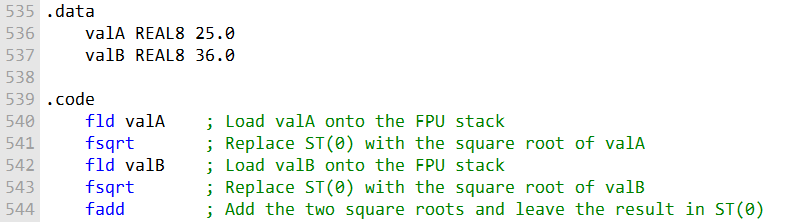 535 .data
536     valA REAL8 25.0
537     valB REAL8 36.0
538
539 .code
540     fld valA    ; Load valA onto the FPU stack
541     fsqrt       ; Replace ST(0) with the square root of valA
542     fld valB    ; Load valB onto the FPU stack
543     fsqrt       ; Replace ST(0) with the square root of valB
544     fadd        ; Add the two square roots and leave the result in ST(0)